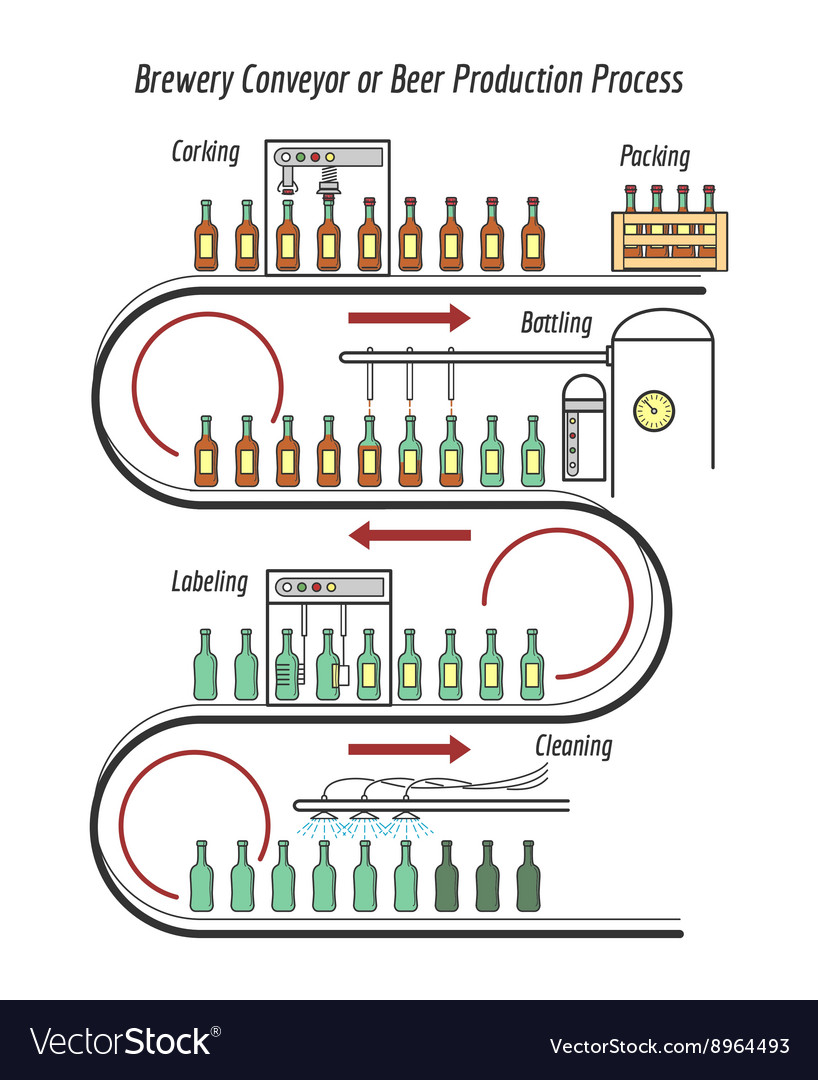 Brewery Conveyor or Beer Production Process
Corking
Packing
Bottling
Labeling
Cleaning
VectorStock®
VectorStock.com/8964493